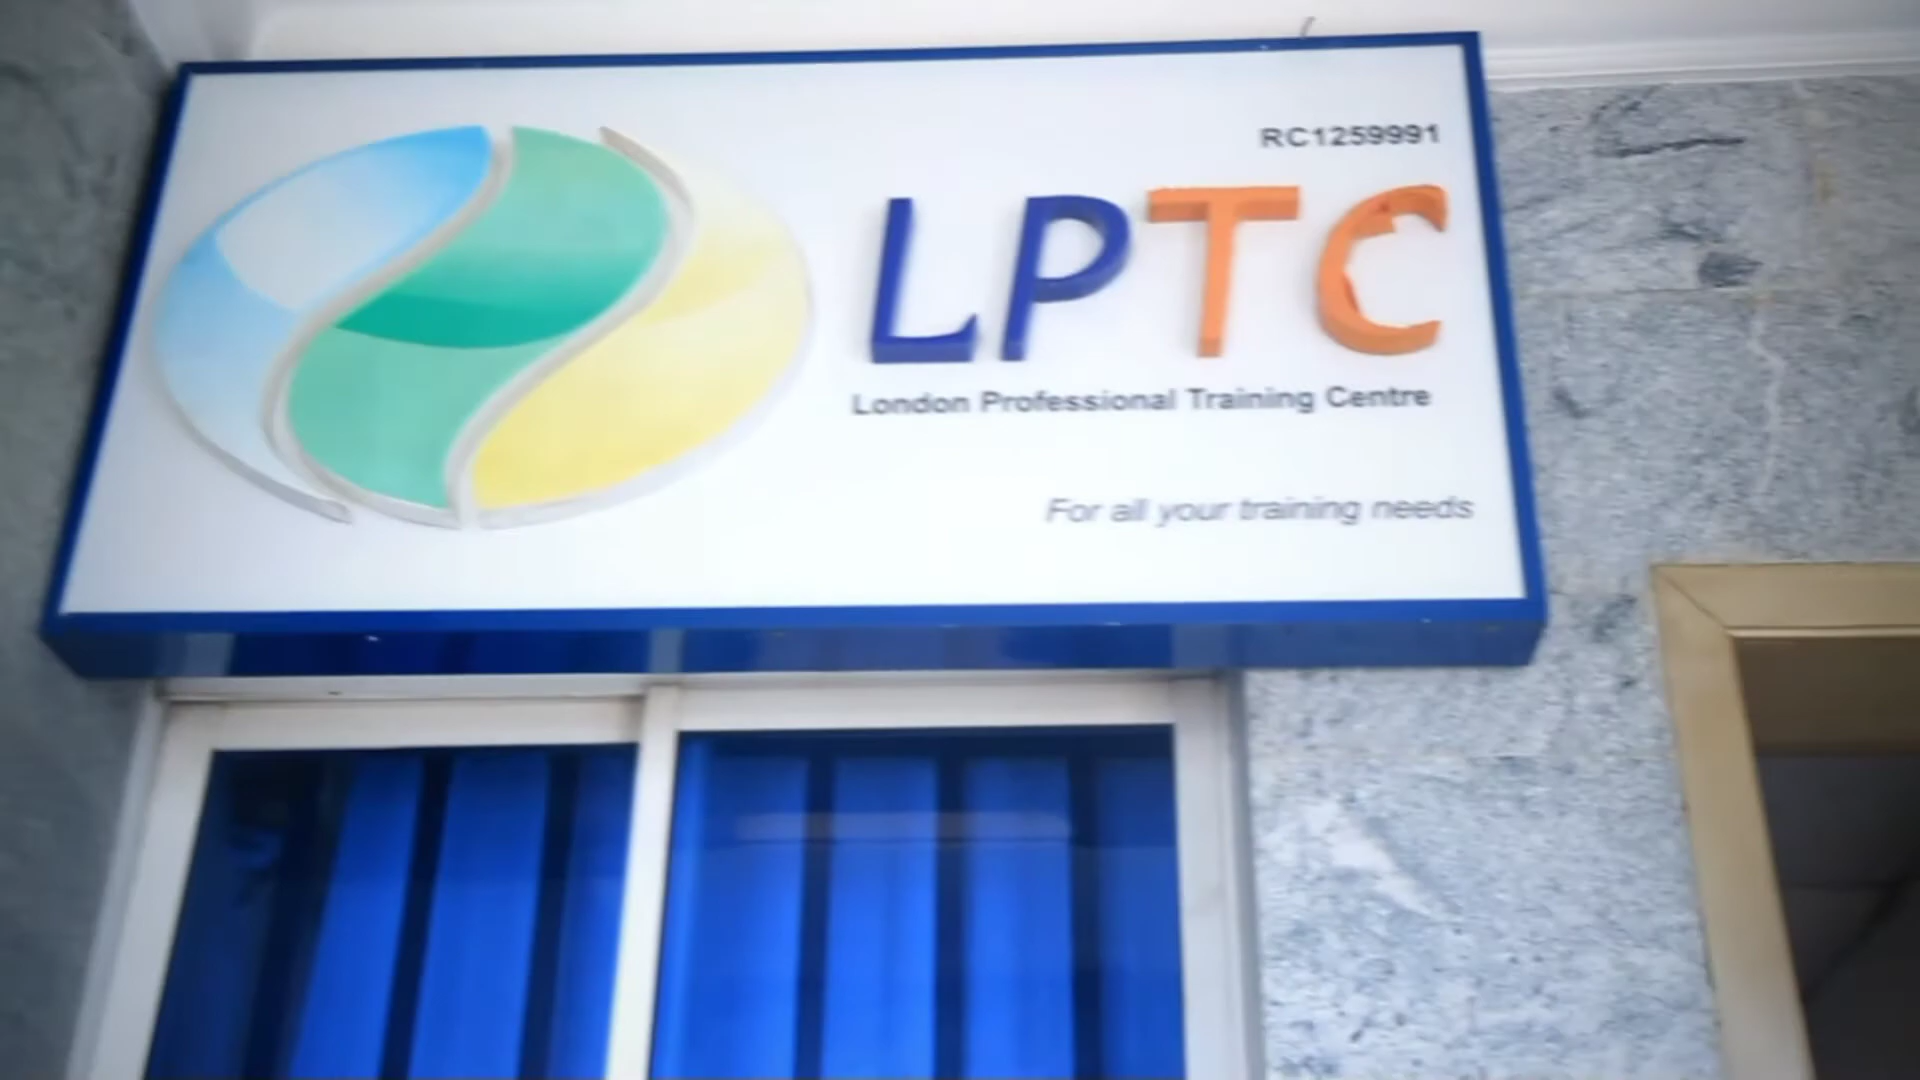 RC1259991
LPTC
London Professional Training Centre
For all your training needs